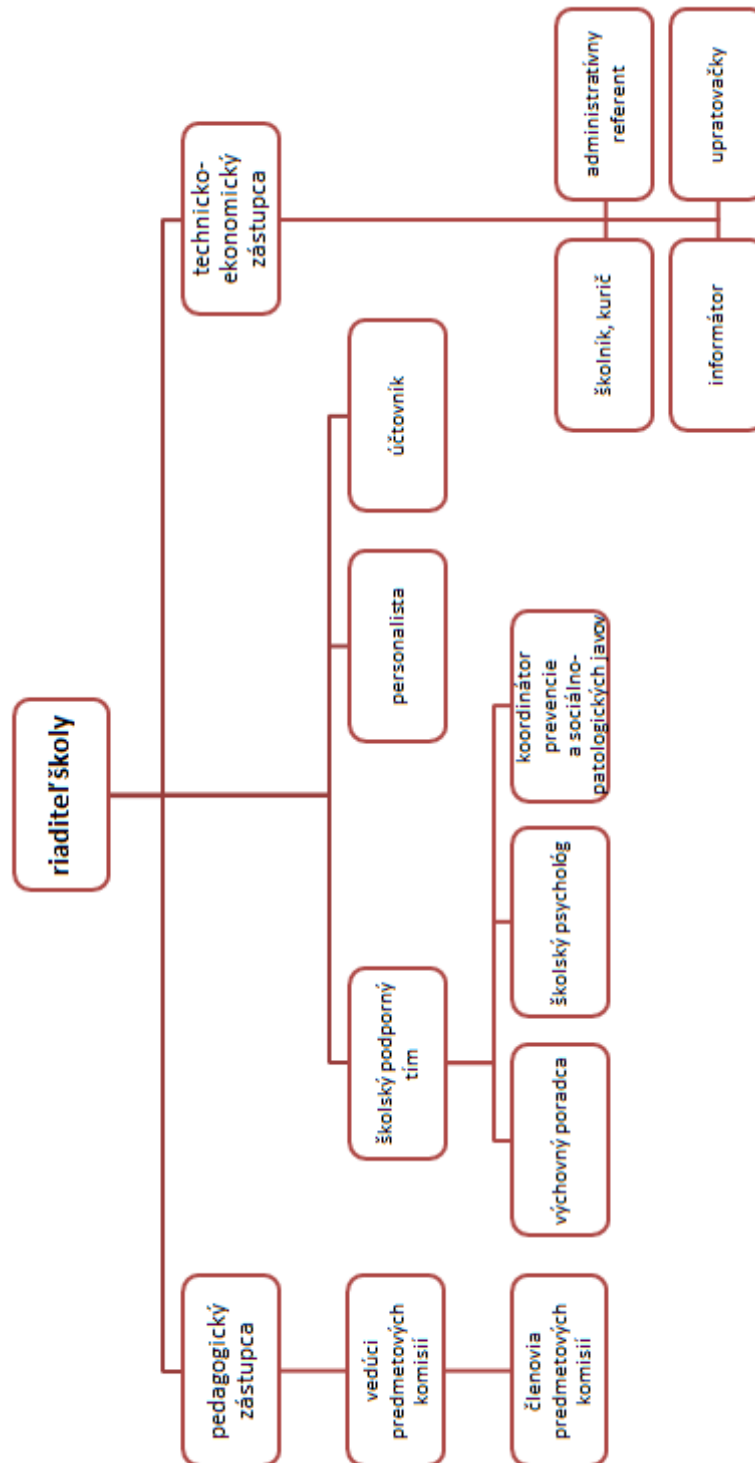 riaditeľ školy
pedagogický
zástupca
technicko-
ekonomický
zástupca
vedúci
predmetových
komisií
školský podporný
tím
personalista
účtovník
členovia
predmetových
komisií
výchovný poradca
školský psychológ
koordinátor
prevencie
a sociálno-
patologických javov
školník, kurič
administratívny
referent
informátor
upratovačky